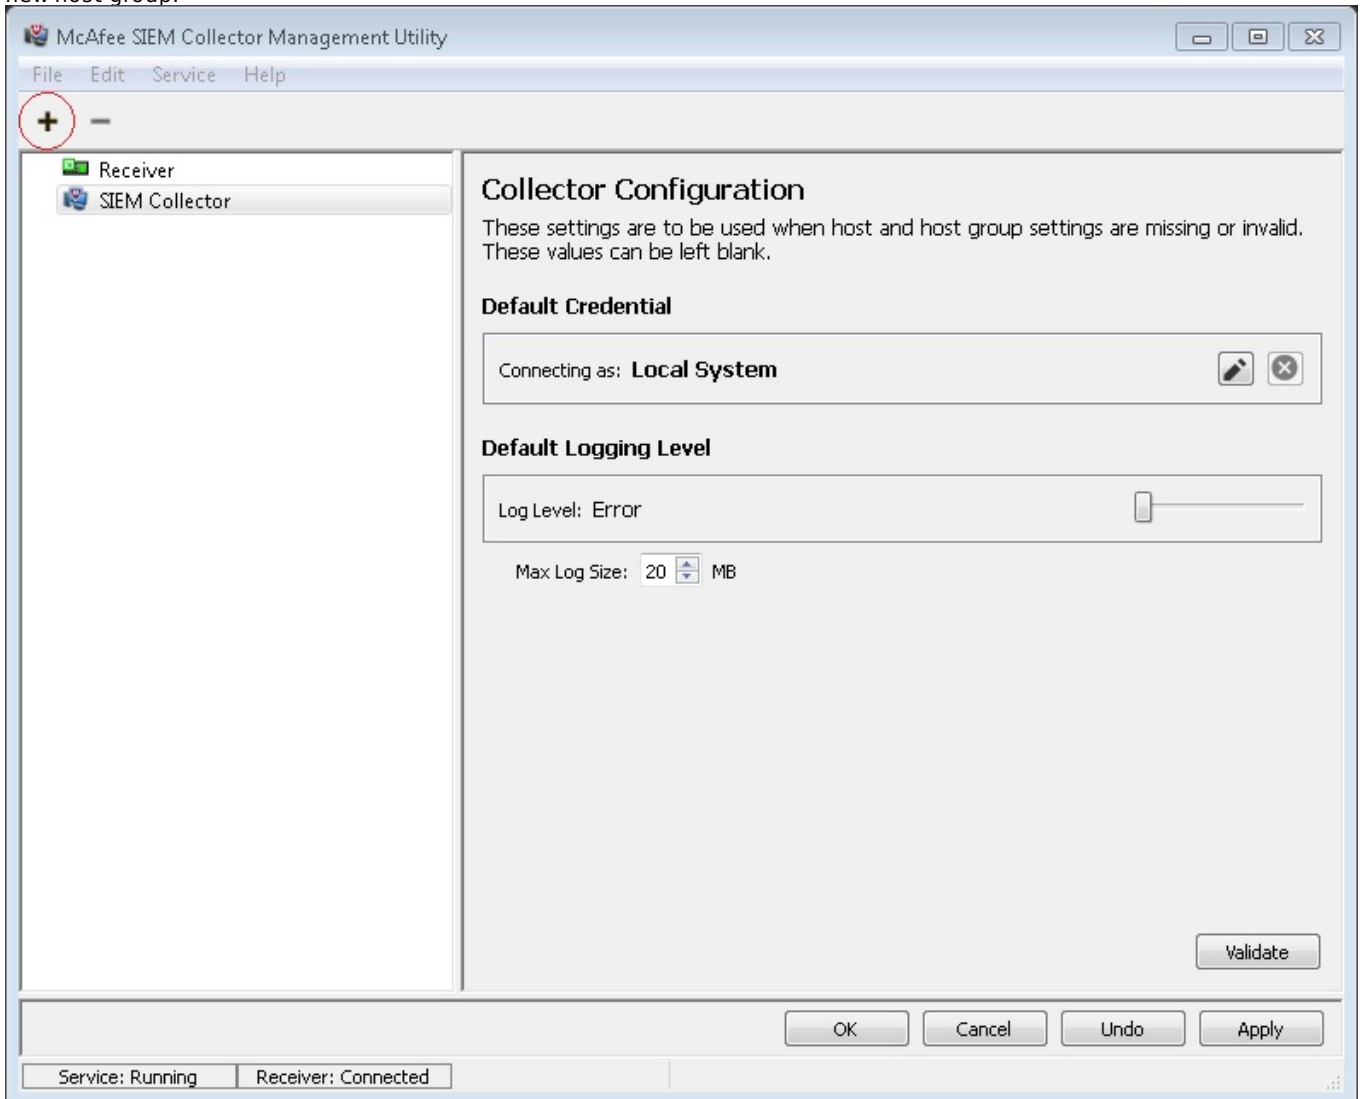 new host group.
McAfee SIEM Collector Management Utility
File Edit Service Help
Receiver
SIEM Collector
Collector Configuration
These settings are to be used when host and host group settings are missing or invalid.
These values can be left blank.
Default Credential
Connecting as: Local System
Default Logging Level
Log Level: Error
Max Log Size: 20 MB
Validate
OK Cancel Undo Apply
Service: Running Receiver: Connected